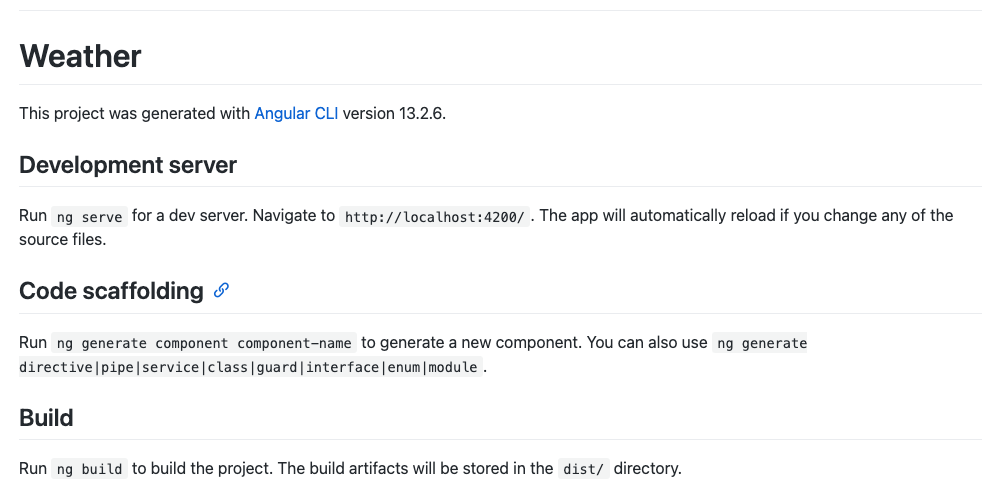 Weather
This project was generated with Angular CLI version 13.2.6.
Development server
Run ng serve for a dev server. Navigate to http://localhost:4200/ . The app will automatically reload if you change any of the
source files.
Code scaffolding
Run ng generate component component-name to generate a new component. You can also use ng generate
directive|pipe|service|class|guard|interface|enum|module .
Build
Run ng build to build the project. The build artifacts will be stored in the dist/ directory.